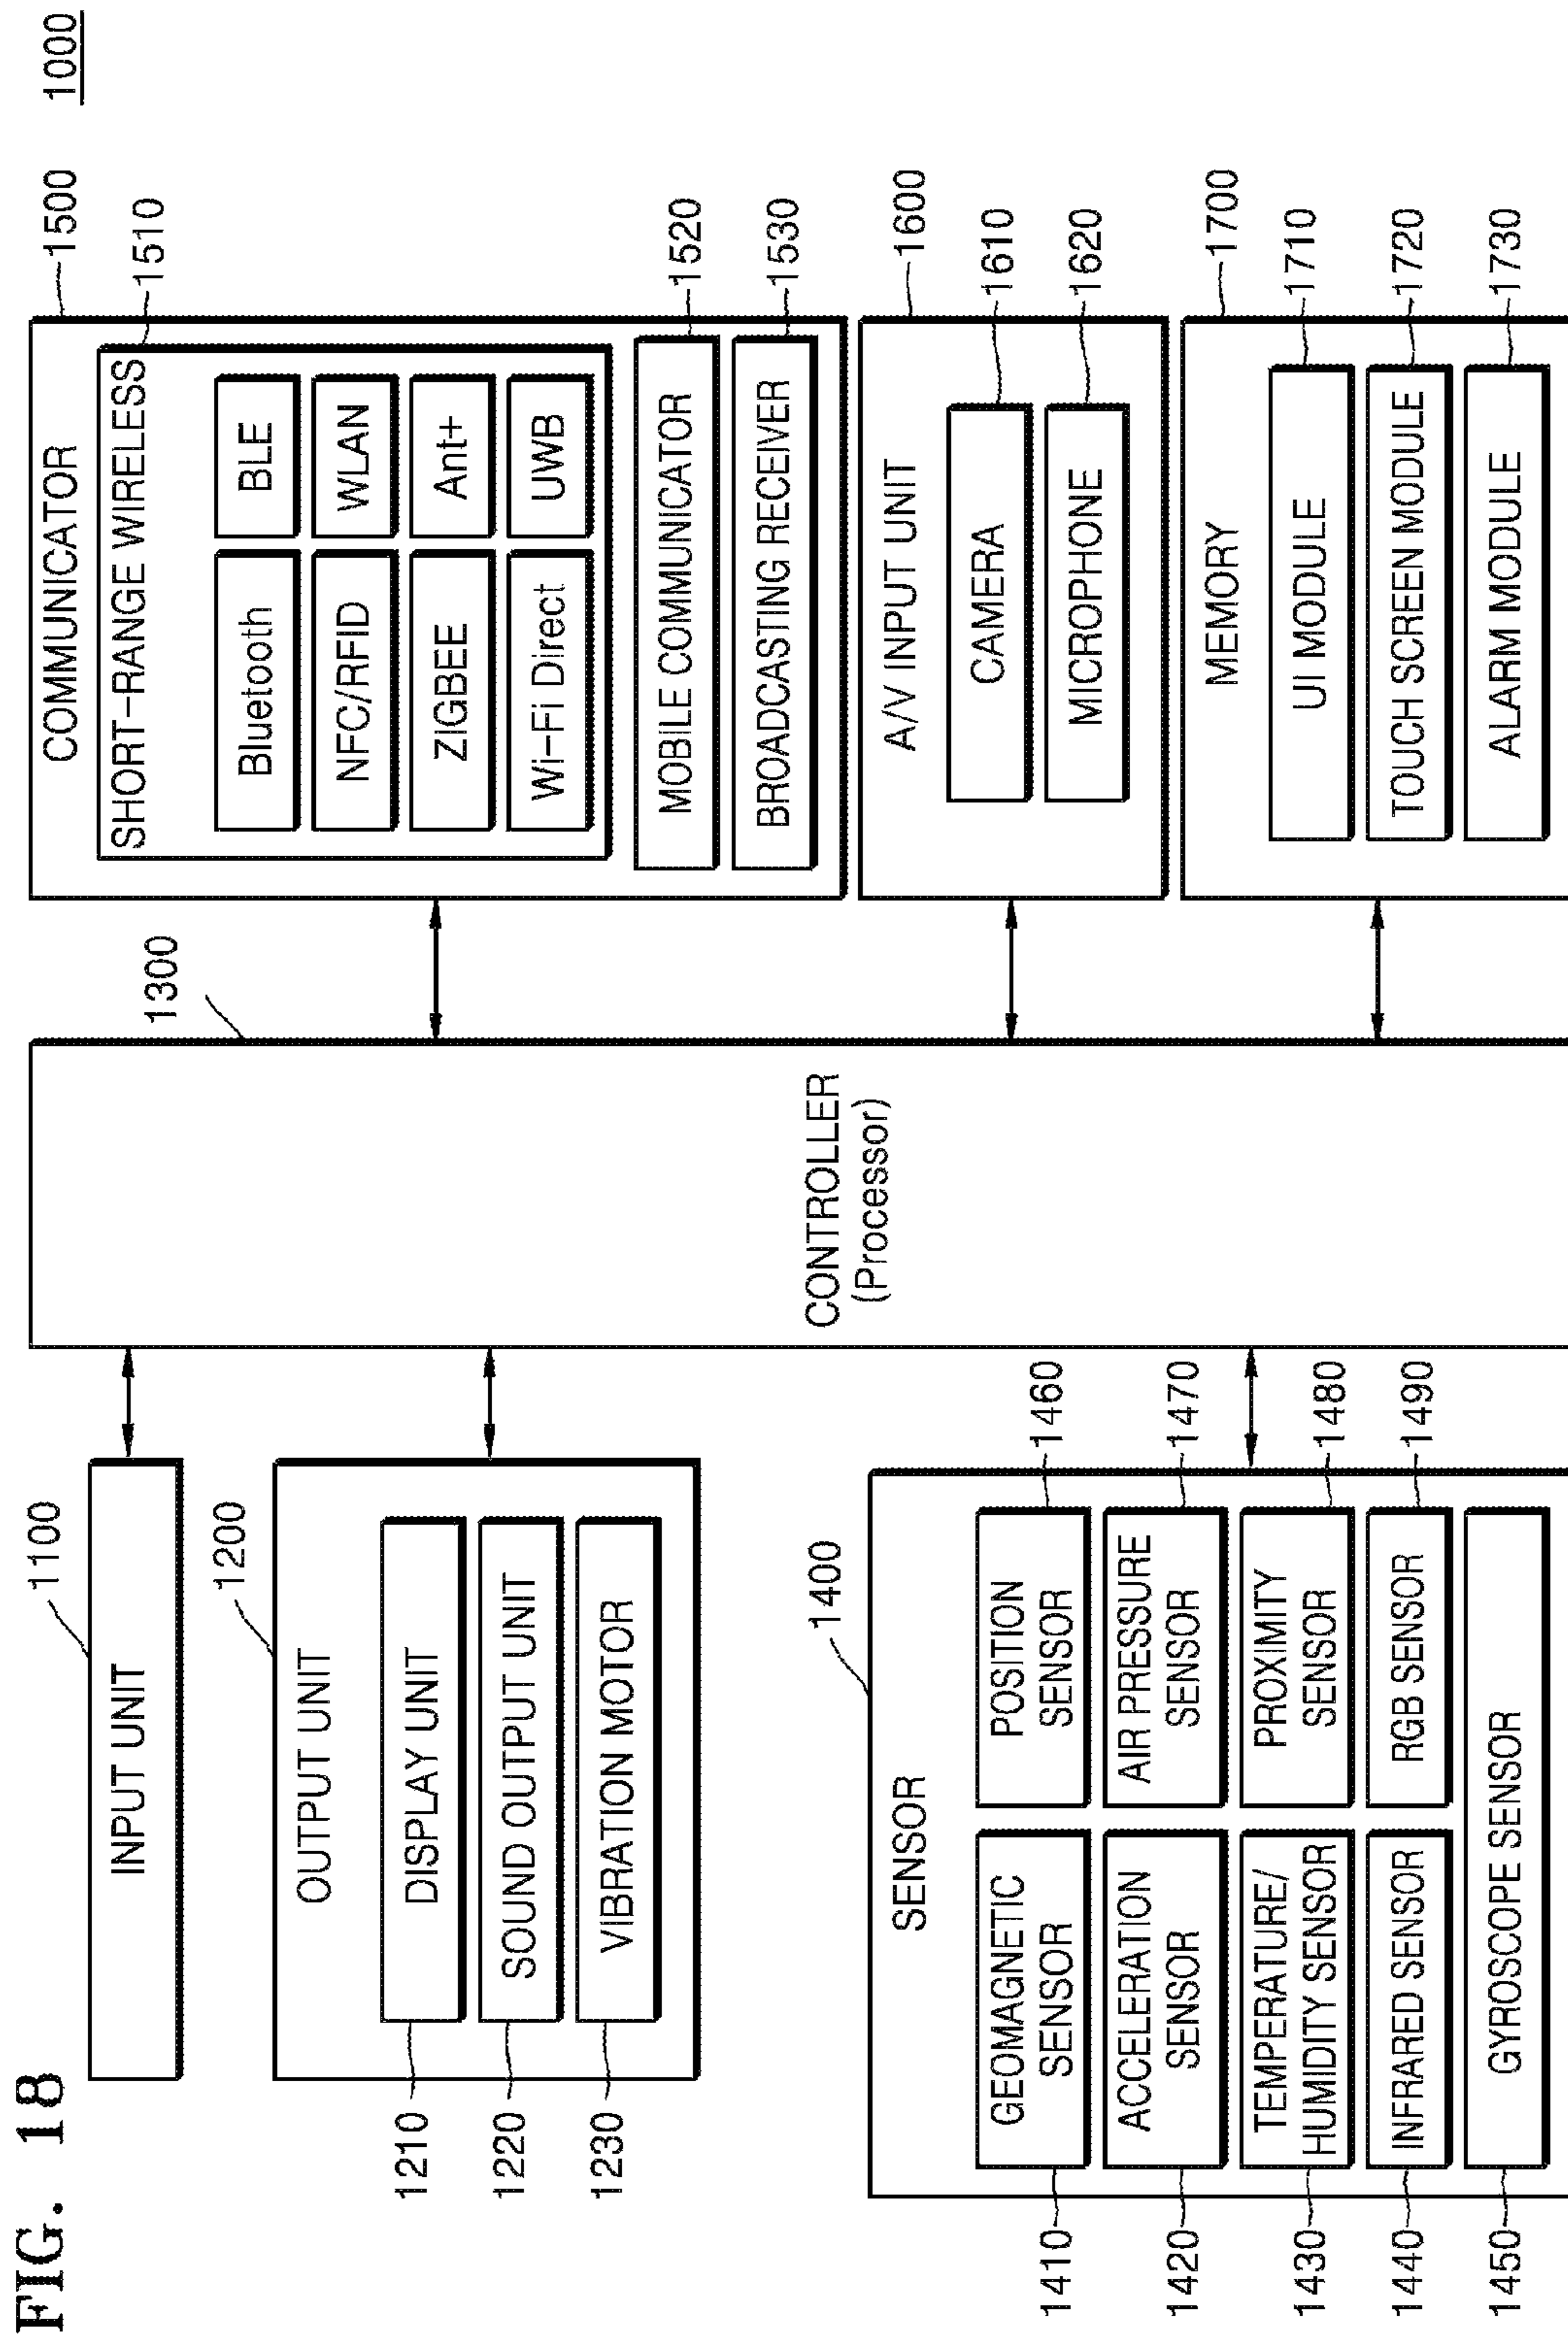 FIG. 18
1000
1100
INPUT UNIT
1200
OUTPUT UNIT
1210
DISPLAY UNIT
1220
SOUND OUTPUT UNIT
1230
VIBRATION MOTOR
1400
SENSOR
1410
GEOMAGNETIC
SENSOR
POSITION
SENSOR
1460
1420
ACCELERATION
SENSOR
AIR PRESSURE
SENSOR
1470
1430
TEMPERATURE/
HUMIDITY SENSOR
PROXIMITY
SENSOR
1480
1440
INFRARED SENSOR
RGB SENSOR
1490
1450
GYROSCOPE SENSOR
1300
CONTROLLER
(Processor)
1500
COMMUNICATOR
1510
SHORT-RANGE WIRELESS
Bluetooth
BLE
NFC/RFID
WLAN
ZIGBEE
Ant+
Wi-Fi Direct
UWB
MOBILE COMMUNICATOR
1520
BROADCASTING RECEIVER
1530
1600
A/V INPUT UNIT
CAMERA
1610
MICROPHONE
1620
1700
MEMORY
UI MODULE
1710
TOUCH SCREEN MODULE
1720
ALARM MODULE
1730